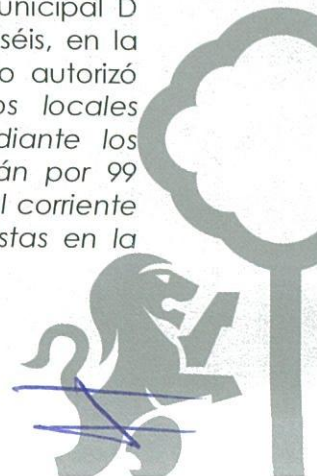 unicipal D
séis, en la
o autorizó
os locales
diante los
án por 99
l corriente
stas en la